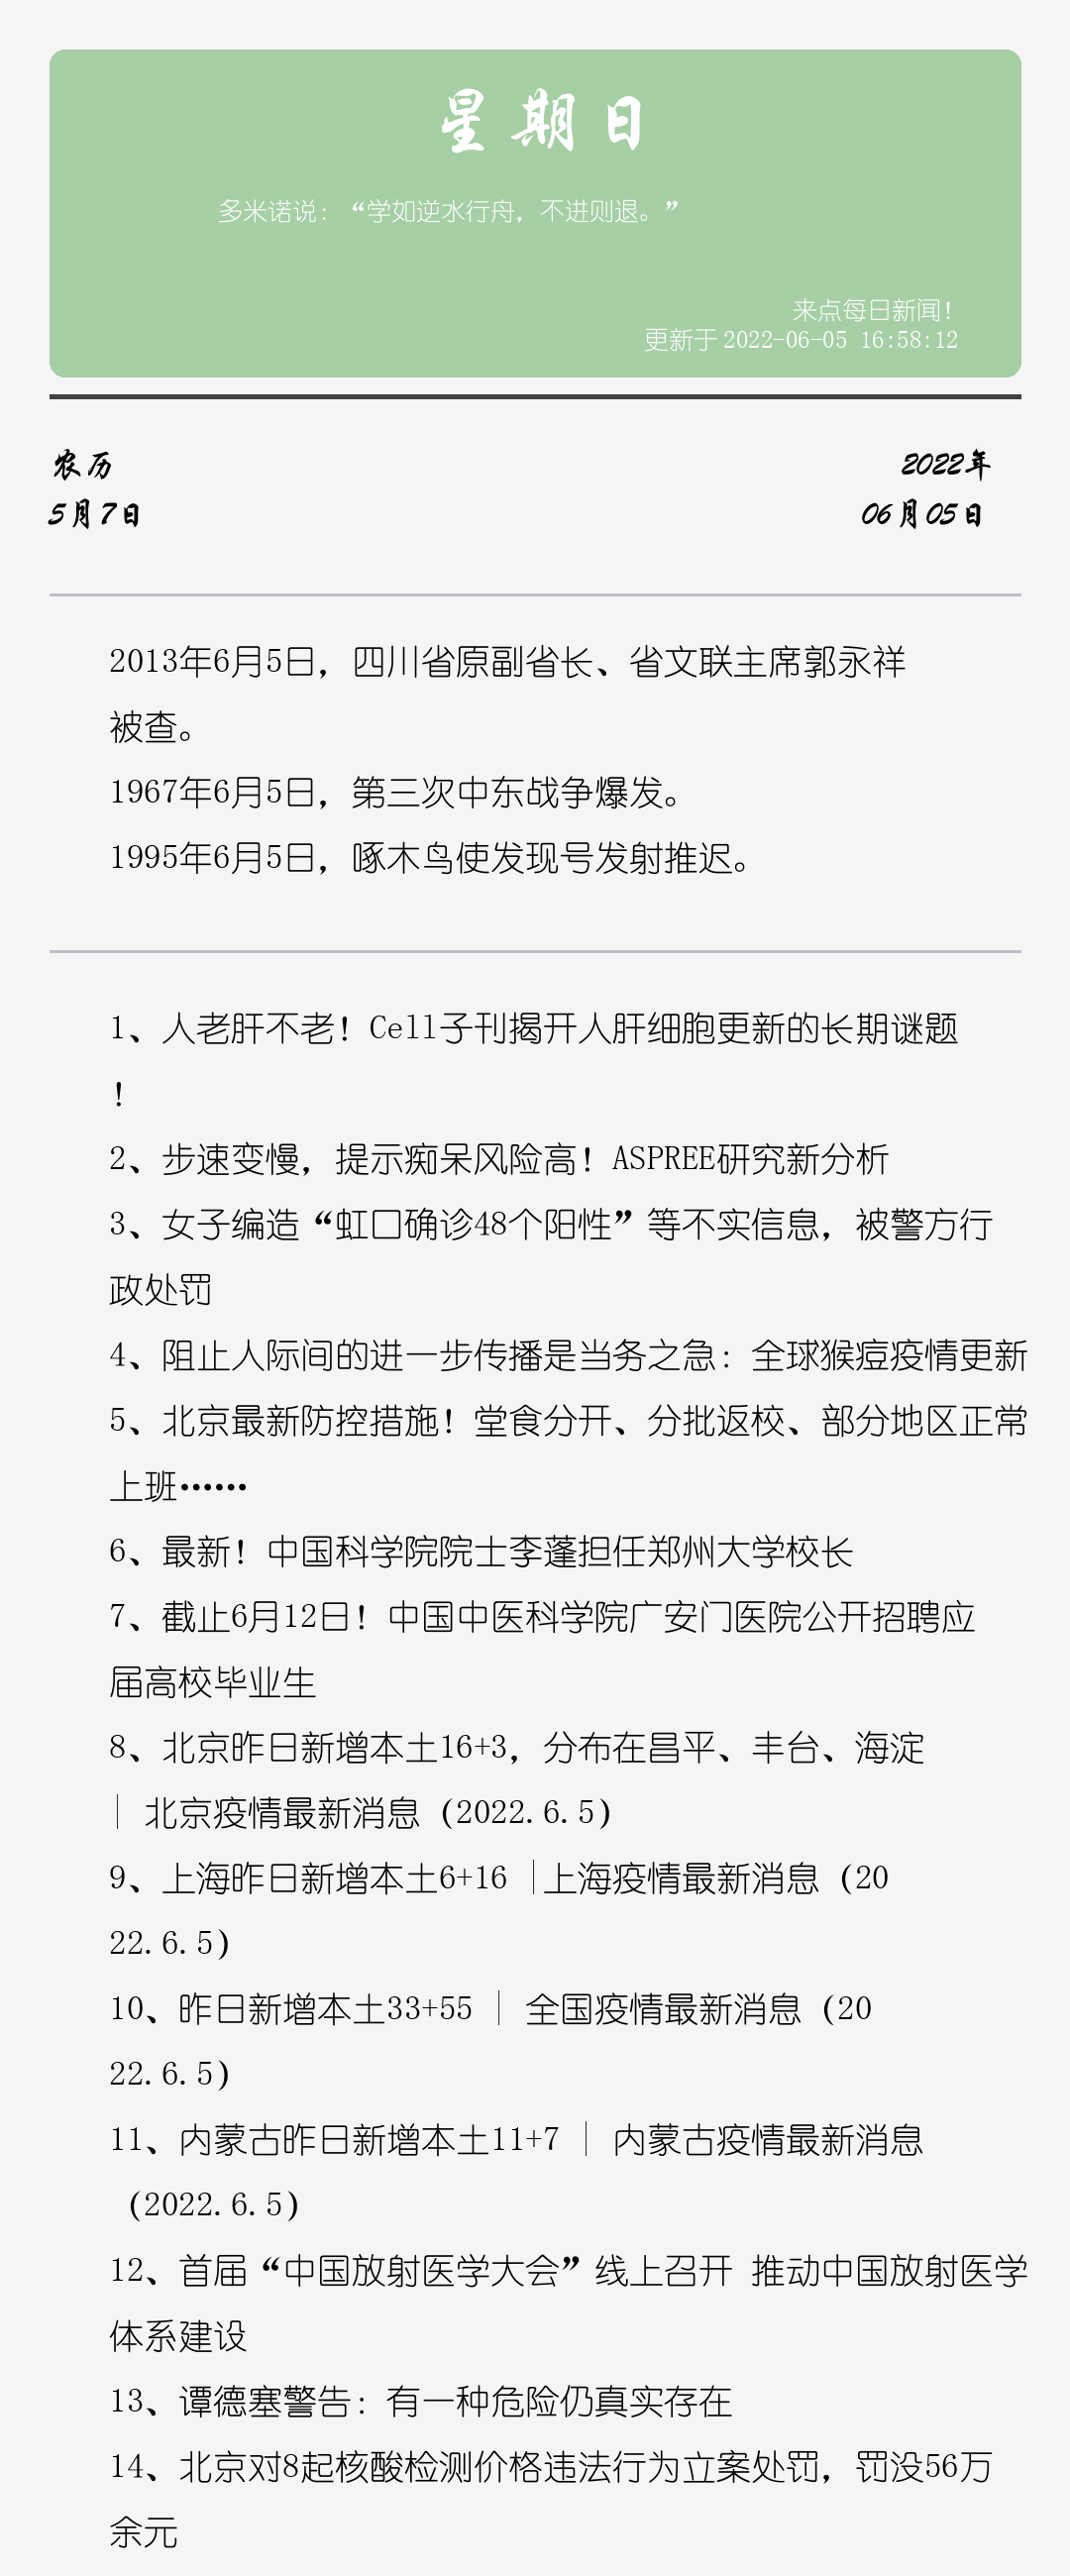 星期日
多米诺说：“学如逆水行舟，不进则退。”
来点每日新闻！
更新于2022-06-05 16:58:12
农历
5月7日
2022年
06月05日
2013年6月5日，四川省原副省长、省文联主席郭永祥
被查。
1967年6月5日，第三次中东战争爆发。
1995年6月5日，啄木鸟使发现号发射推迟。
1、人老肝不老！Cell子刊揭开人肝细胞更新的长期谜题
！
2、步速变慢，提示痴呆风险高！ASPREE研究新分析
3、女子编造“虹口确诊48个阳性”等不实信息，被警方行
政处罚
4、阻止人际间的进一步传播是当务之急：全球猴痘疫情更新
5、北京最新防控措施！堂食分开、分批返校、部分地区正常
上班······
6、最新！中国科学院院士李蓬担任郑州大学校长
7、截止6月12日！中国中医科学院广安门医院公开招聘应
届高校毕业生
8、北京昨日新增本土16+3，分布在昌平、丰台、海淀
| 北京疫情最新消息（2022.6.5）
9、上海昨日新增本土6+16 |上海疫情最新消息（20
22.6.5）
10、昨日新增本土33+55 | 全国疫情最新消息（20
22.6.5）
11、内蒙古昨日新增本土11+7 | 内蒙古疫情最新消息
（2022.6.5）
12、首届“中国放射医学大会”线上召开 推动中国放射医学
体系建设
13、谭德塞警告：有一种危险仍真实存在
14、北京对8起核酸检测价格违法行为立案处罚，罚没56万
余元